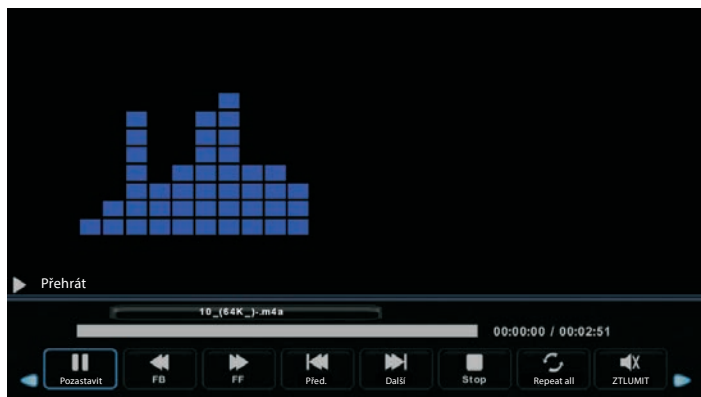 Přehrát
10_(64K_)-.m4a
00:00:00 / 00:02:51
Pozastavit FB FF Před. Další Stop Repeat all ZTLUMIT